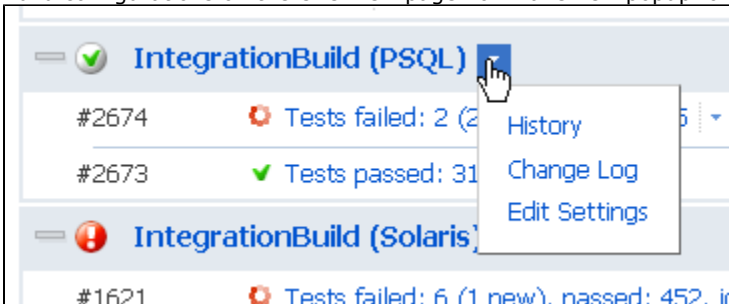 IntegrationBuild (PSQL)
#2674 Tests failed: 2 (2
History
#2673 Tests passed: 31
Change Log
Edit Settings
IntegrationBuild (Solaris)
#1621 Tests failed: 6 (1 new), passed: 452,